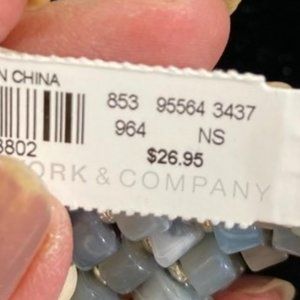 N CHINA
853 95564 3437
964 NS
8802
$26.95
ORK & COMPANY